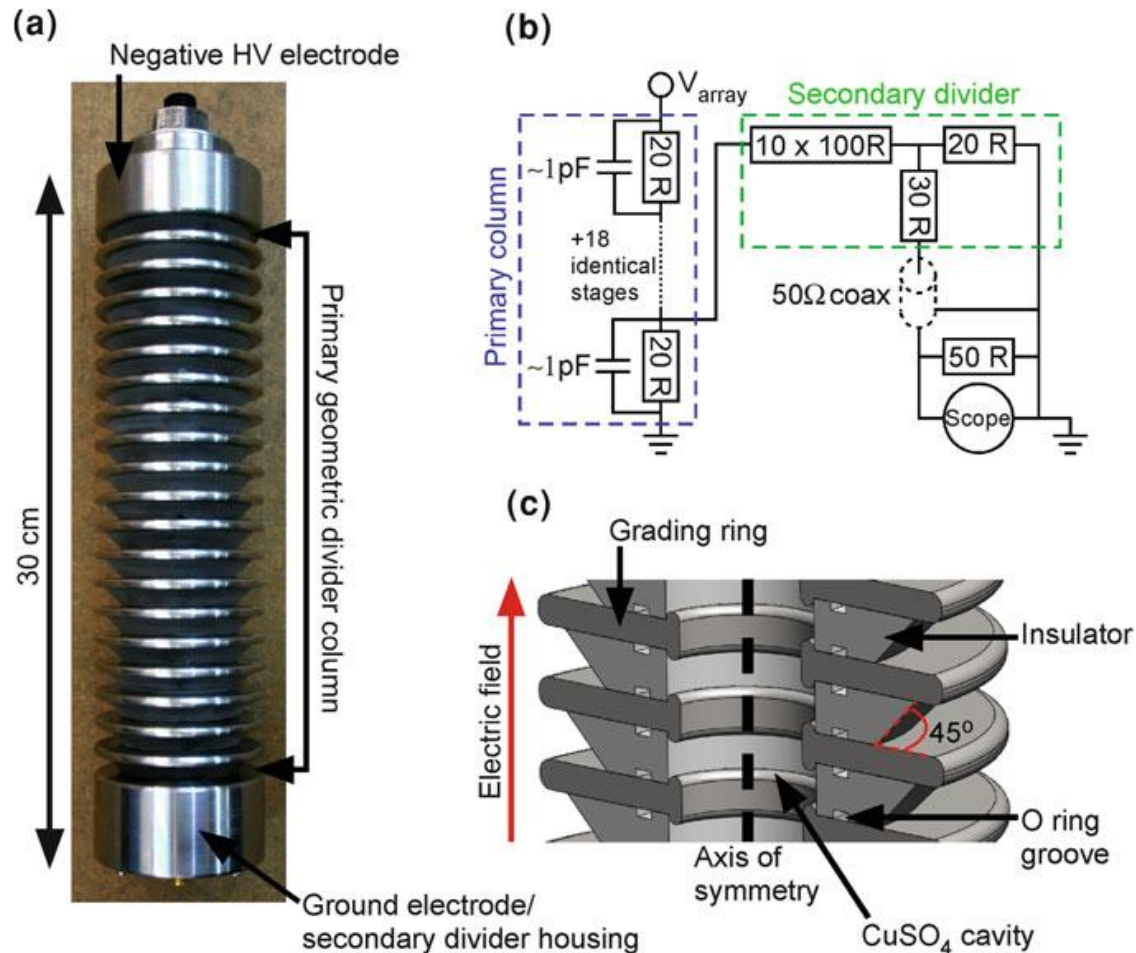 (a)
Negative HV electrode
30 cm
Primary geometric divider column
Ground electrode/
secondary divider housing
(b)
Varray
Secondary divider
Primary column
~1pF
20 R
+18
identical
stages
~1pF
20 R
10 x 100R
20 R
30 R
50Ω coax
50 R
Scope
(c)
Grading ring
Electric field
Insulator
45º
O ring
groove
Axis of
symmetry
CuSO4 cavity